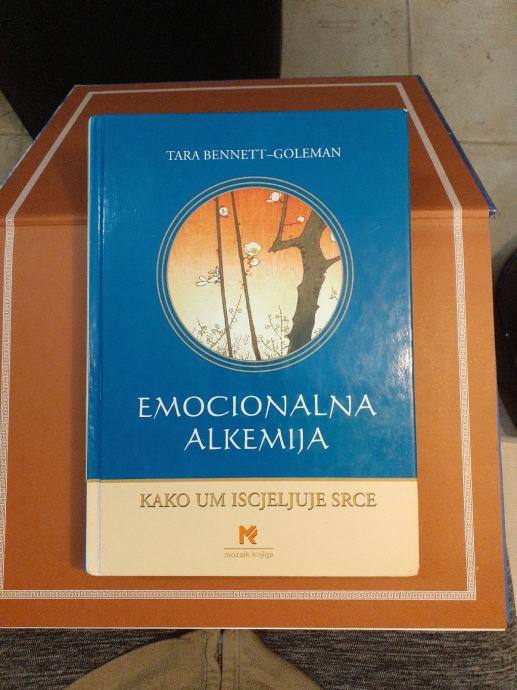 TARA BENNETT–GOLEMAN
EMOCIONALNA
ALKEMIJA
KAKO UM ISCJELJUJE SRCE
mozaik knjiga